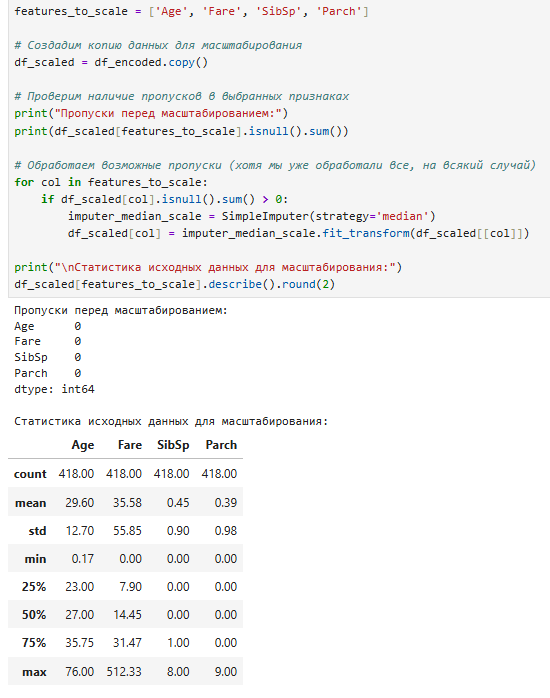 features_to_scale = ['Age', 'Fare', 'SibSp', 'Parch']
# Создадим копию данных для масштабирования
df_scaled = df_encoded.copy()
# Проверим наличие пропусков в выбранных признаках
print("Пропуски перед масштабированием:")
print(df_scaled[features_to_scale].isnull().sum())
# Обработаем возможные пропуски (хотя мы уже обработали все, на всякий случай)
for col in features_to_scale:
    if df_scaled[col].isnull().sum() > 0:
        imputer_median_scale = SimpleImputer(strategy='median')
        df_scaled[col] = imputer_median_scale.fit_transform(df_scaled[[col]])
print("\nСтатистика исходных данных для масштабирования:")
df_scaled[features_to_scale].describe().round(2)
Пропуски перед масштабированием:
Age 0
Fare 0
SibSp 0
Parch 0
dtype: int64
Статистика исходных данных для масштабирования:
Age Fare SibSp Parch
count 418.00 418.00 418.00 418.00
mean 29.60 35.58 0.45 0.39
std 12.70 55.85 0.90 0.98
min 0.17 0.00 0.00 0.00
25% 23.00 7.90 0.00 0.00
50% 27.00 14.45 0.00 0.00
75% 35.75 31.47 1.00 0.00
max 76.00 512.33 8.00 9.00